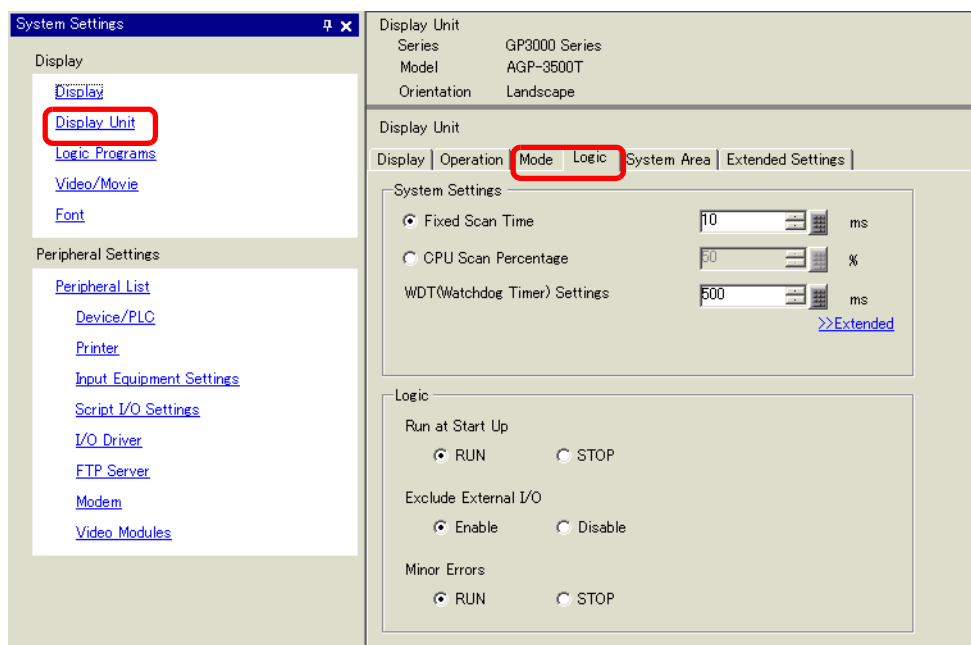 System Settings
Display
Display
Display Unit
Logic Programs
Video/Movie
Font
Peripheral Settings
Peripheral List
Device/PLC
Printer
Input Equipment Settings
Script I/O Settings
I/O Driver
FTP Server
Modem
Video Modules
Display Unit
Series GP3000 Series
Model AGP-3500T
Orientation Landscape
Display Unit
Display Operation Mode Logic System Area Extended Settings
System Settings
Fixed Scan Time 10 ms
CPU Scan Percentage 50 %
WDT(Watchdog Timer) Settings 500 ms
>>Extended
Logic
Run at Start Up
RUN STOP
Exclude External I/O
Enable Disable
Minor Errors
RUN STOP